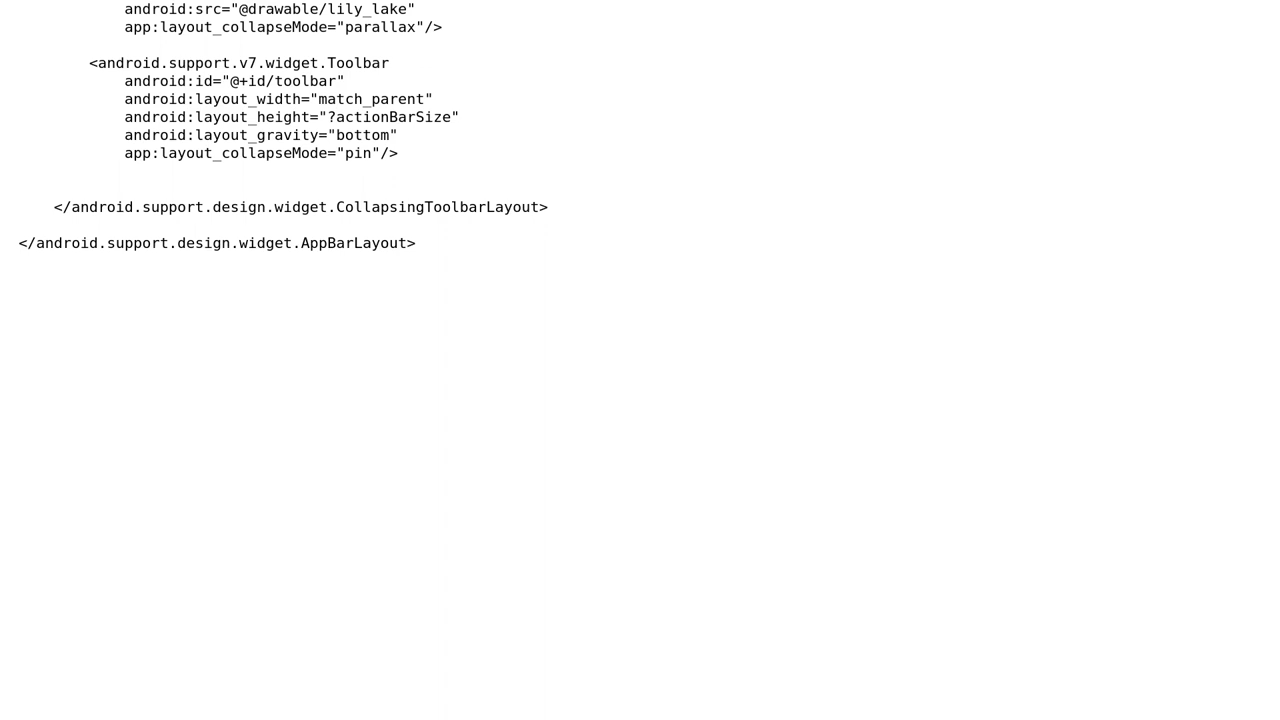 android:src="@drawable/lily_lake"
            app:layout_collapseMode="parallax"/>

        <android.support.v7.widget.Toolbar
            android:id="@+id/toolbar"
            android:layout_width="match_parent"
            android:layout_height="?actionBarSize"
            android:layout_gravity="bottom"
            app:layout_collapseMode="pin"/>


    </android.support.design.widget.CollapsingToolbarLayout>

</android.support.design.widget.AppBarLayout>